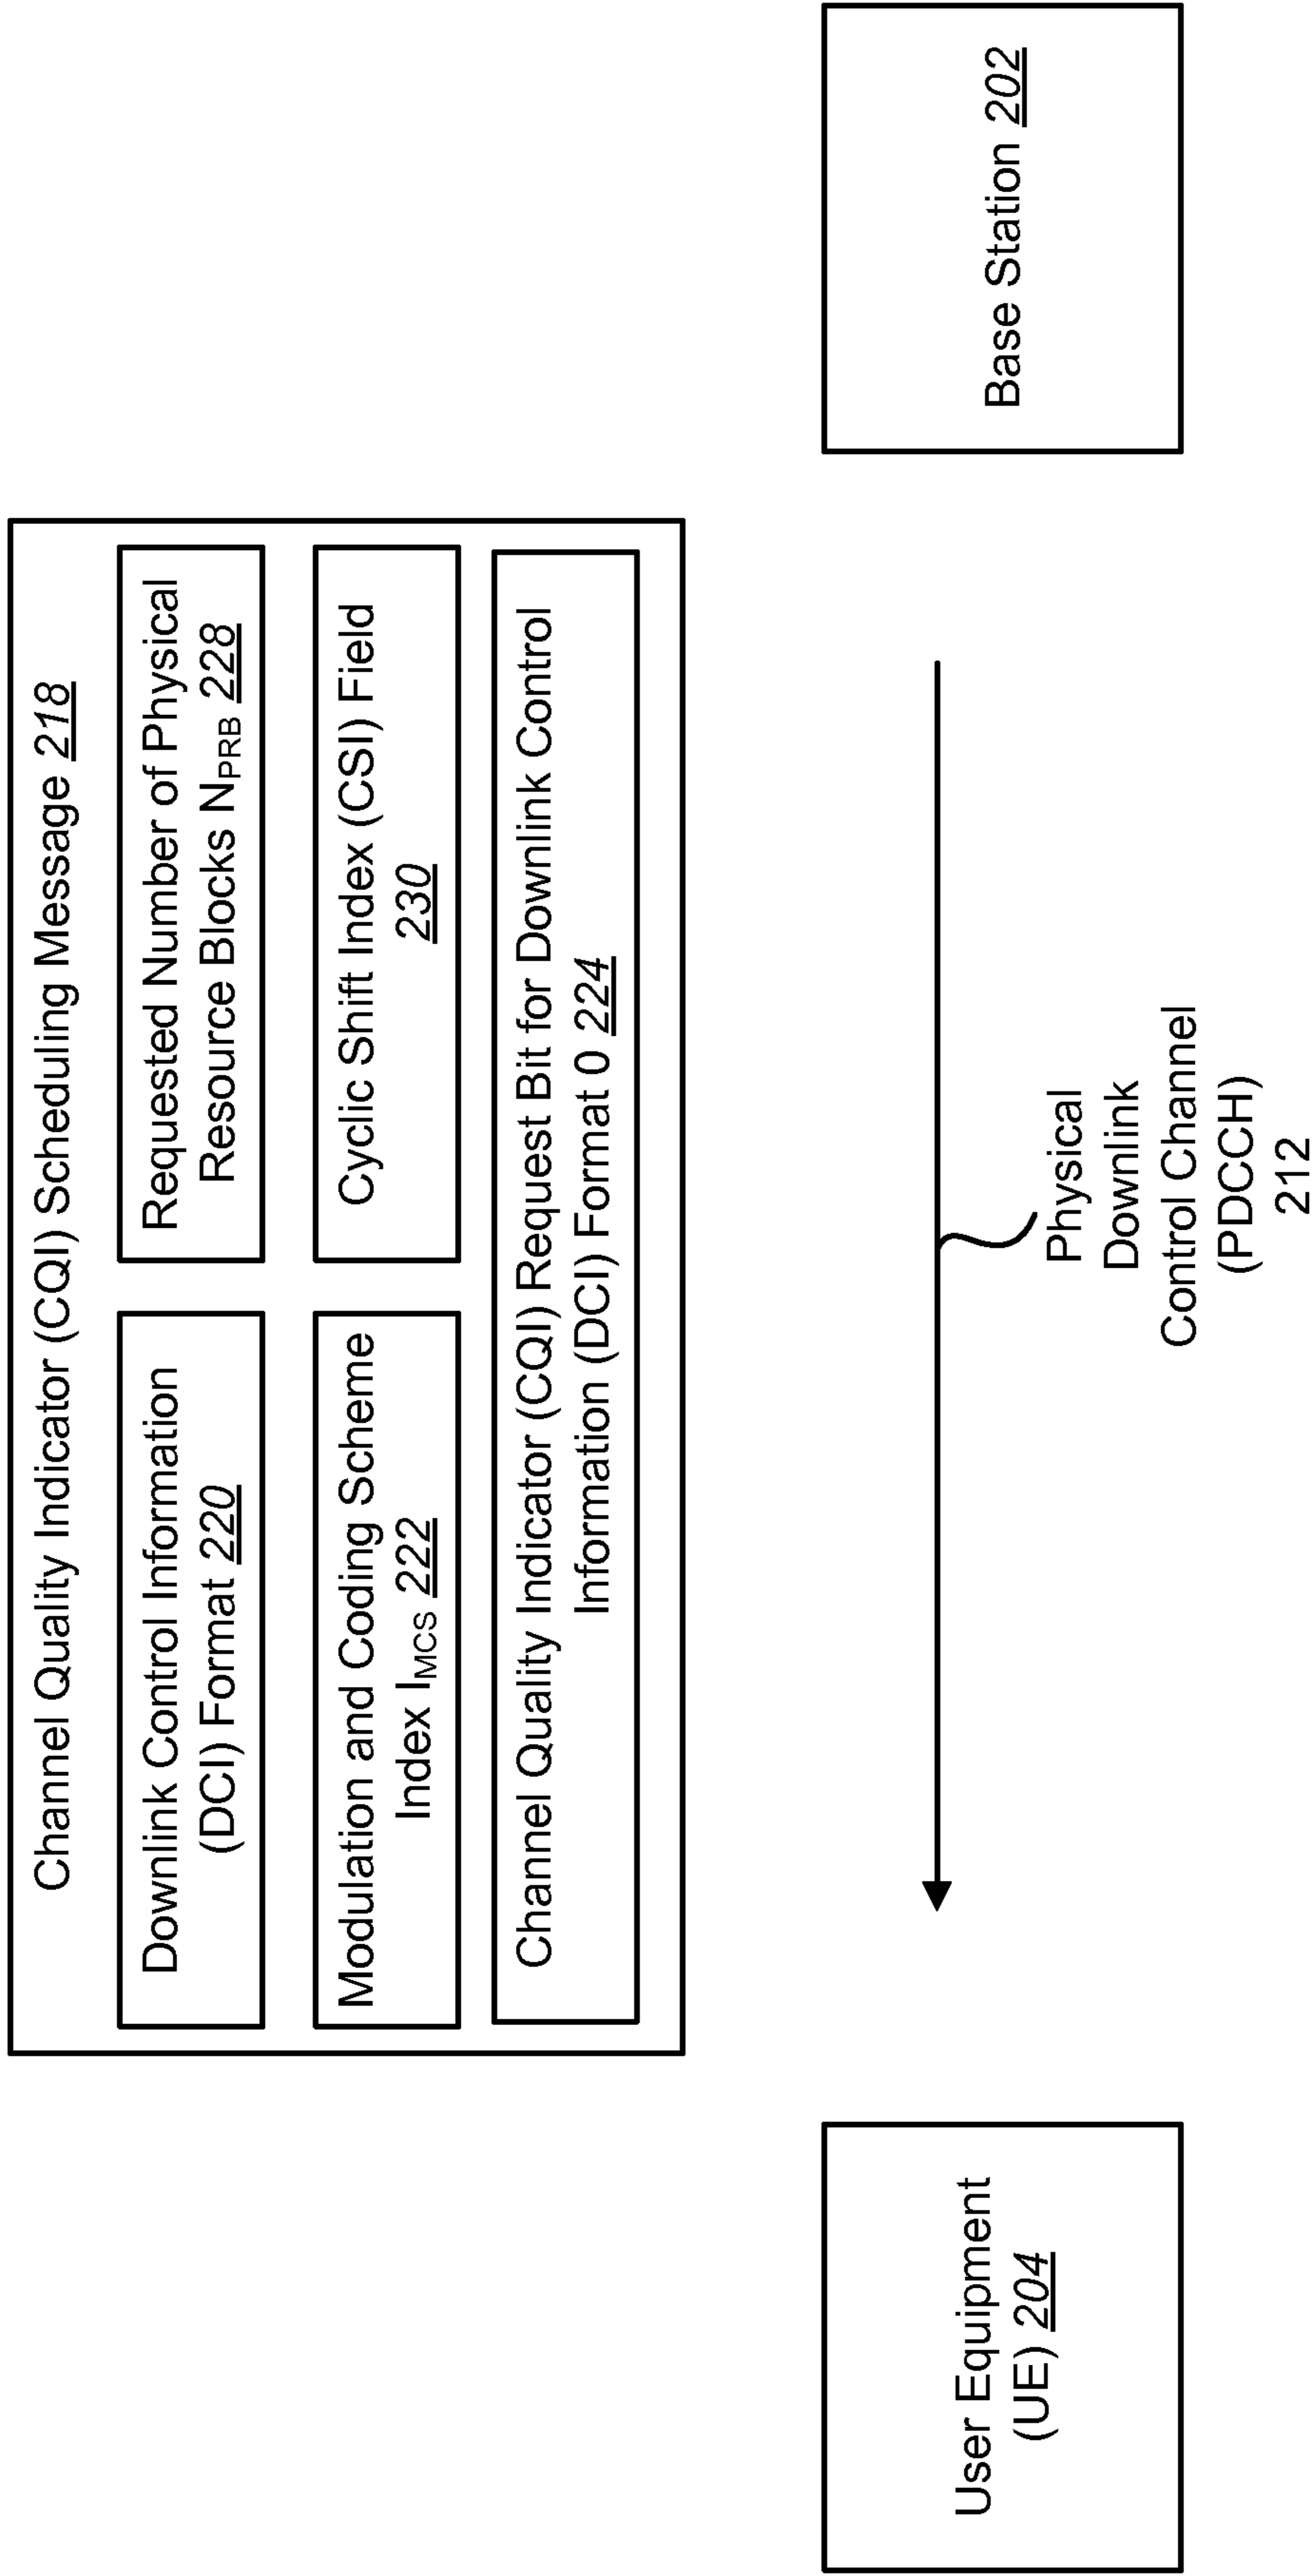 Channel Quality Indicator (CQI) Scheduling Message 218
Downlink Control Information
(DCI) Format 220
Requested Number of Physical
Resource Blocks NPRB 228
Modulation and Coding Scheme
Index IMCS 222
Cyclic Shift Index (CSI) Field
230
Channel Quality Indicator (CQI) Request Bit for Downlink Control
Information (DCI) Format 0 224
User Equipment
(UE) 204
Base Station 202
Physical
Downlink
Control Channel
(PDCCH)
212